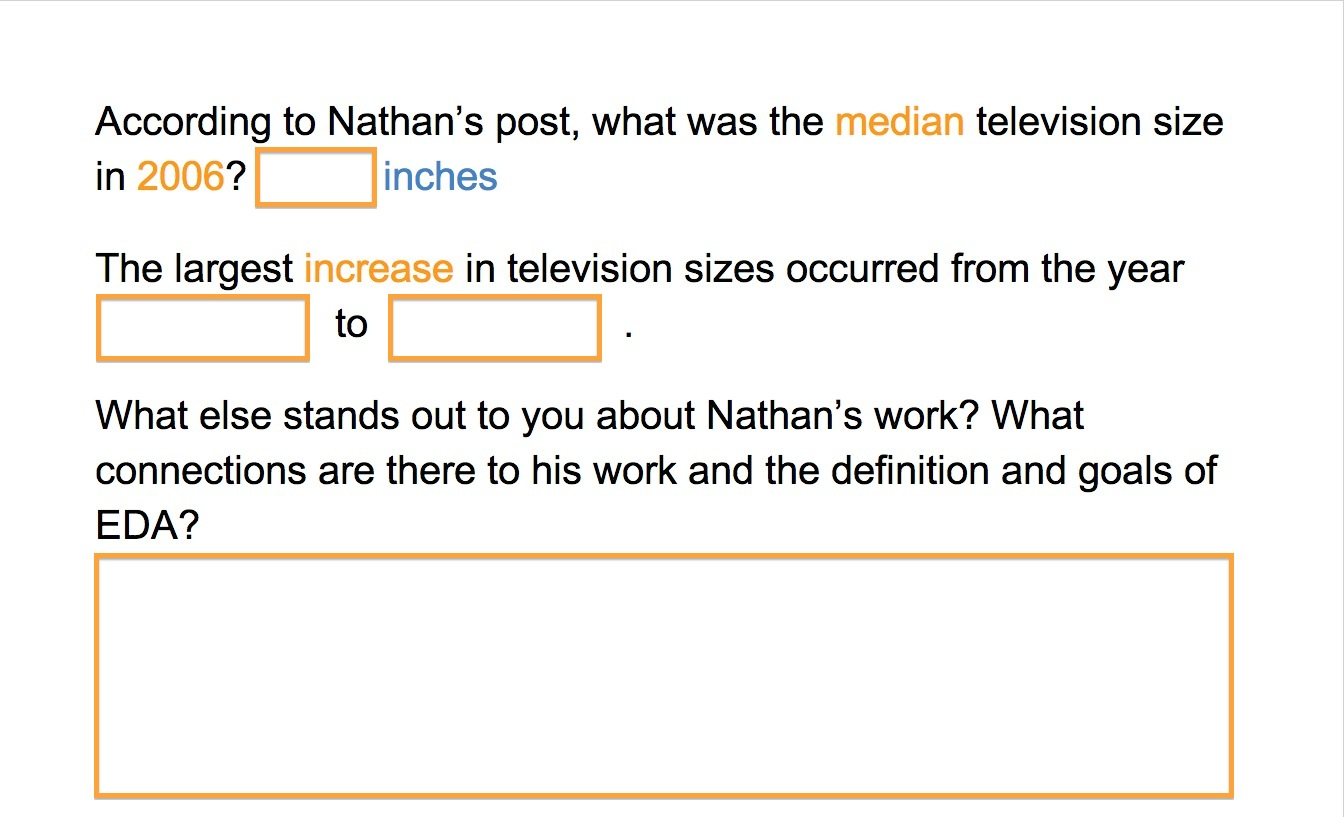 According to Nathan’s post, what was the median television size
in 2006? inches
The largest increase in television sizes occurred from the year
to .
What else stands out to you about Nathan’s work? What
connections are there to his work and the definition and goals of
EDA?